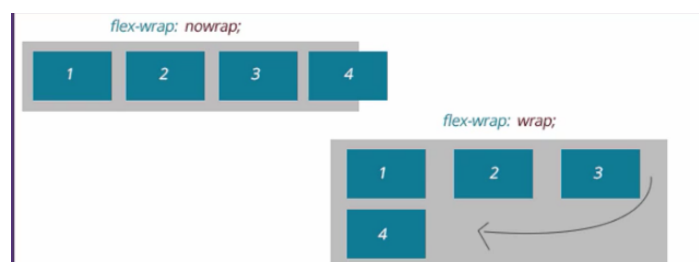 flex-wrap: nowrap;
1 2 3 4
flex-wrap: wrap;
1 2 3
4